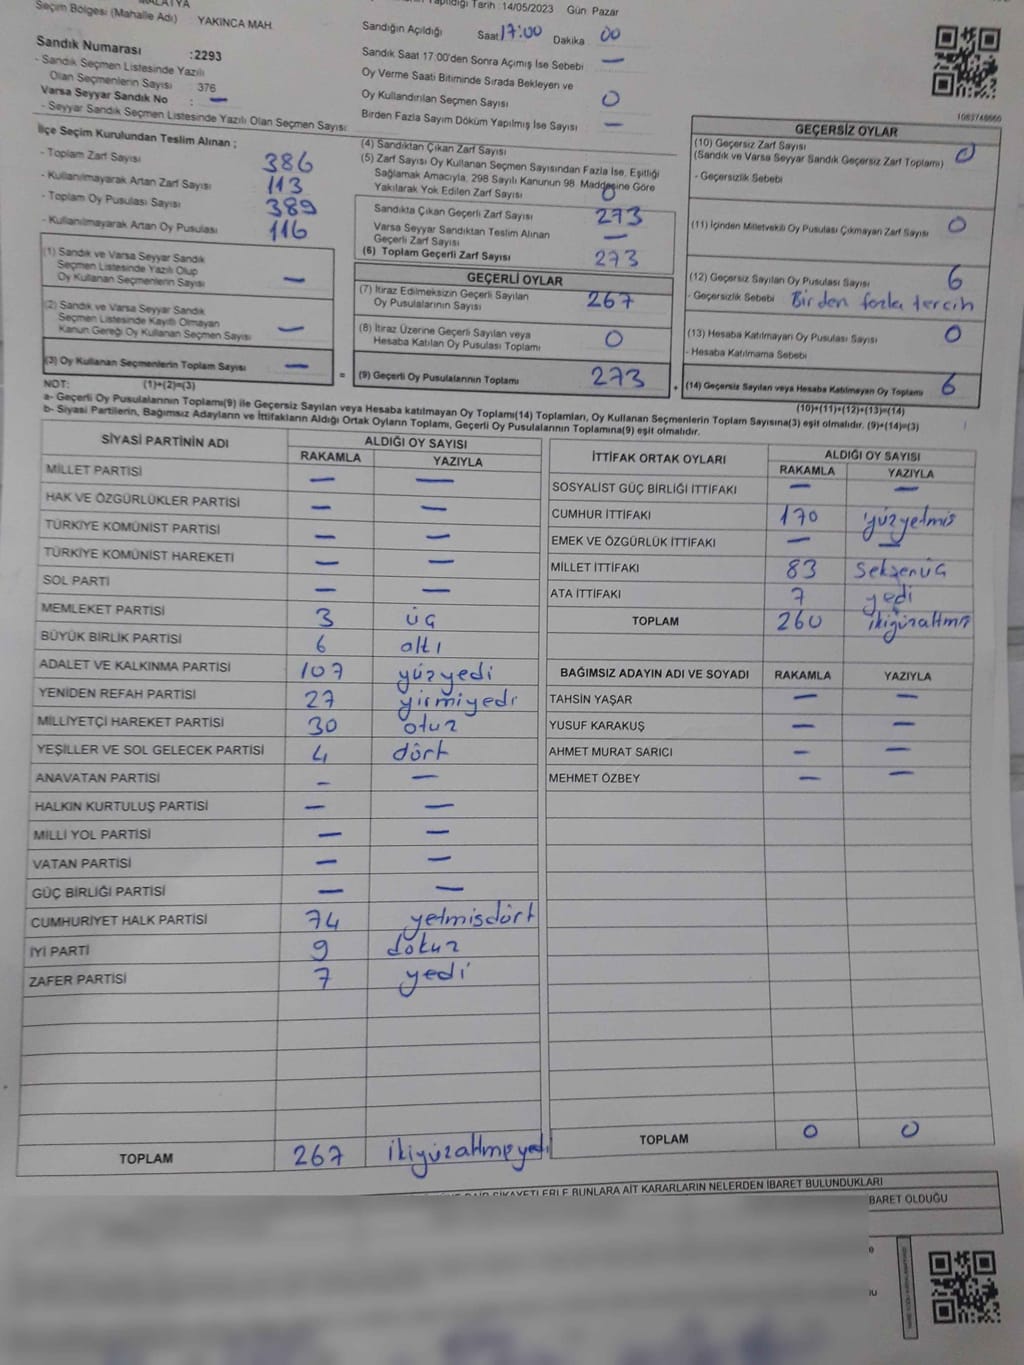 MALATYA
Seçim Bölgesi (Mahalle Adı) YAKINCA MAH.
Sandık Numarası :2293
- Sandık Seçmen Listesinde Yazılı
Olan Seçmenlerin Sayısı 376
Varsa Seyyar Sandık No : —
- Seyyar Sandık Seçmen Listesinde Yazılı Olan Seçmen Sayısı:
Tarih :14/05/2023 Gün Pazar
Sandığın Açıldığı Saat 17:00 Dakika 00
Sandık Saat 17.00'den Sonra Açımış İse Sebebi —
Oy Verme Saati Bitiminde Sırada Bekleyen ve
Oy Kullandırılan Seçmen Sayısı 0
Birden Fazla Sayım Döküm Yapılmış İse Sayısı —
1083748666
İlçe Seçim Kurulundan Teslim Alınan ;
- Toplam Zarf Sayısı 386
- Kullanılmayarak Artan Zarf Sayısı 113
- Toplam Oy Pusulası Sayısı 389
- Kullanılmayarak Artan Oy Pusulası 116
(1) Sandık ve Varsa Seyyar Sandık
Seçmen Listesinde Yazılı Olup
Oy Kullanan Seçmenlerin Sayısı —
(2) Sandık ve Varsa Seyyar Sandık
Seçmen Listesinde Kayıtlı Olmayan
Kanun Gereği Oy Kullanan Seçmen Sayısı —
(3) Oy Kullanan Seçmenlerin Toplam Sayısı —
(4) Sandıktan Çıkan Zarf Sayısı
(5) Zarf Sayısı Oy Kullanan Seçmen Sayısından Fazla İse, Eşitliği
Sağlamak Amacıyla, 298 Sayılı Kanunun 98. Maddesine Göre
Yakılarak Yok Edilen Zarf Sayısı 0
Sandıkta Çıkan Geçerli Zarf Sayısı 273
Varsa Seyyar Sandıktan Teslim Alınan
Geçerli Zarf Sayısı —
(6) Toplam Geçerli Zarf Sayısı 273
GEÇERLİ OYLAR
(7) İtiraz Edilmeksizin Geçerli Sayılan
Oy Pusulalarının Sayısı 267
(8) İtiraz Üzerine Geçerli Sayılan veya
Hesaba Katılan Oy Pusulası Toplamı 0
= (9) Geçerli Oy Pusulalarının Toplamı 273 +
GEÇERSİZ OYLAR
(10) Geçersiz Zarf Sayısı
(Sandık ve Varsa Seyyar Sandık Geçersiz Zarf Toplamı) 0
- Geçersizlik Sebebi
(11) İçinden Milletvekili Oy Pusulası Çıkmayan Zarf Sayısı 0
(12) Geçersiz Sayılan Oy Pusulası Sayısı 6
- Geçersizlik Sebebi Birden fazla tercih
(13) Hesaba Katılmayan Oy Pusulası Sayısı 0
- Hesaba Katılmama Sebebi
(14) Geçersiz Sayılan veya Hesaba Katılmayan Oy Toplamı 6
NOT: (1)+(2)=(3) (10)+(11)+(12)+(13)=(14)
a- Geçerli Oy Pusulalarının Toplamı(9) ile Geçersiz Sayılan veya Hesaba katılmayan Oy Toplamı(14) Toplamları, Oy Kullanan Seçmenlerin Toplam Sayısına(3) eşit olmalıdır. (9)+(14)=(3)
b- Siyasi Partilerin, Bağımsız Adayların ve İttifakların Aldığı Ortak Oyların Toplamı, Geçerli Oy Pusulalarının Toplamına(9) eşit olmalıdır.
SİYASİ PARTİNİN ADI ALDIĞI OY SAYISI
RAKAMLA YAZIYLA
MİLLET PARTİSİ — —
HAK VE ÖZGÜRLÜKLER PARTİSİ — —
TÜRKİYE KOMÜNİST PARTİSİ — —
TÜRKİYE KOMÜNİST HAREKETİ — —
SOL PARTİ — —
MEMLEKET PARTİSİ 3 üç
BÜYÜK BİRLİK PARTİSİ 6 altı
ADALET VE KALKINMA PARTİSİ 107 yüzyedi
YENİDEN REFAH PARTİSİ 27 yirmiyedi
MİLLİYETÇİ HAREKET PARTİSİ 30 otuz
YEŞİLLER VE SOL GELECEK PARTİSİ 4 dört
ANAVATAN PARTİSİ — —
HALKIN KURTULUŞ PARTİSİ — —
MİLLİ YOL PARTİSİ — —
VATAN PARTİSİ — —
GÜÇ BİRLİĞİ PARTİSİ — —
CUMHURİYET HALK PARTİSİ 74 yetmisdört
İYİ PARTİ 9 dokuz
ZAFER PARTİSİ 7 yedi
TOPLAM 267 ikiyüzaltmışyedi
İTTİFAK ORTAK OYLARI ALDIĞI OY SAYISI
RAKAMLA YAZIYLA
SOSYALİST GÜÇ BİRLİĞİ İTTİFAKI — —
CUMHUR İTTİFAKI 170 yüzyetmis
EMEK VE ÖZGÜRLÜK İTTİFAKI — —
MİLLET İTTİFAKI 83 seksenüç
ATA İTTİFAKI 7 yedi
TOPLAM 260 ikiyüzaltmış
BAĞIMSIZ ADAYIN ADI VE SOYADI RAKAMLA YAZIYLA
TAHSİN YAŞAR — —
YUSUF KARAKUŞ — —
AHMET MURAT SARICI — —
MEHMET ÖZBEY — —
TOPLAM 0 0
ŞİKAYETLERLE BUNLARA AİT KARARLARIN NELERDEN İBARET BULUNDUKLARI
BARET OLDUĞU